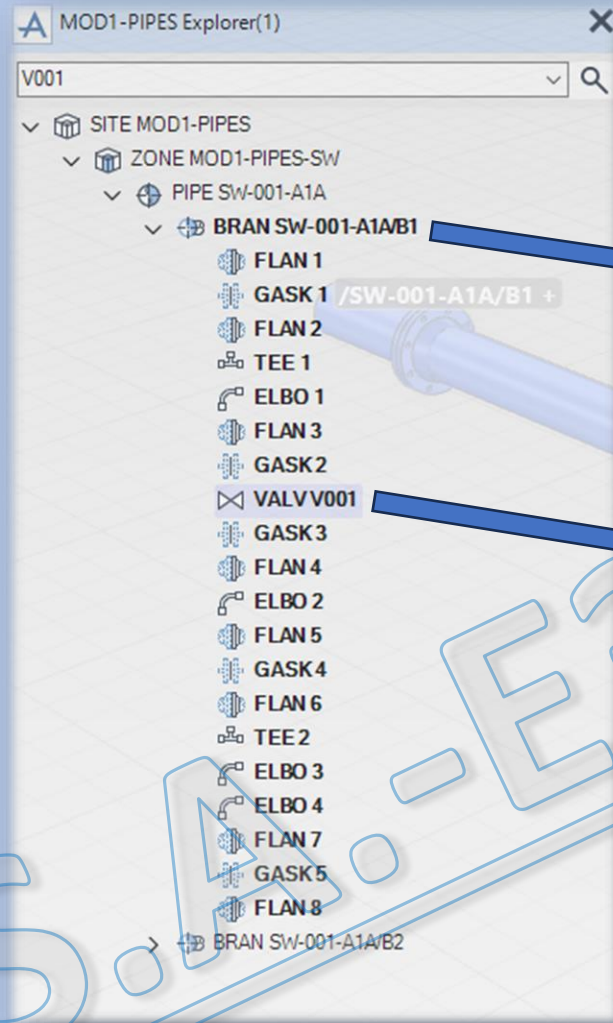 MOD1-PIPES Explorer(1)
V001
SITE MOD1-PIPES
ZONE MOD1-PIPES-SW
PIPE SW-001-A1A
BRAN SW-001-A1A/B1
FLAN 1
GASK 1 /SW-001-A1A/B1 +
FLAN 2
TEE 1
ELBO 1
FLAN 3
GASK 2
VALV V001
GASK 3
FLAN 4
ELBO 2
FLAN 5
GASK 4
FLAN 6
TEE 2
ELBO 3
ELBO 4
FLAN 7
GASK 5
FLAN 8
BRAN SW-001-A1A/B2